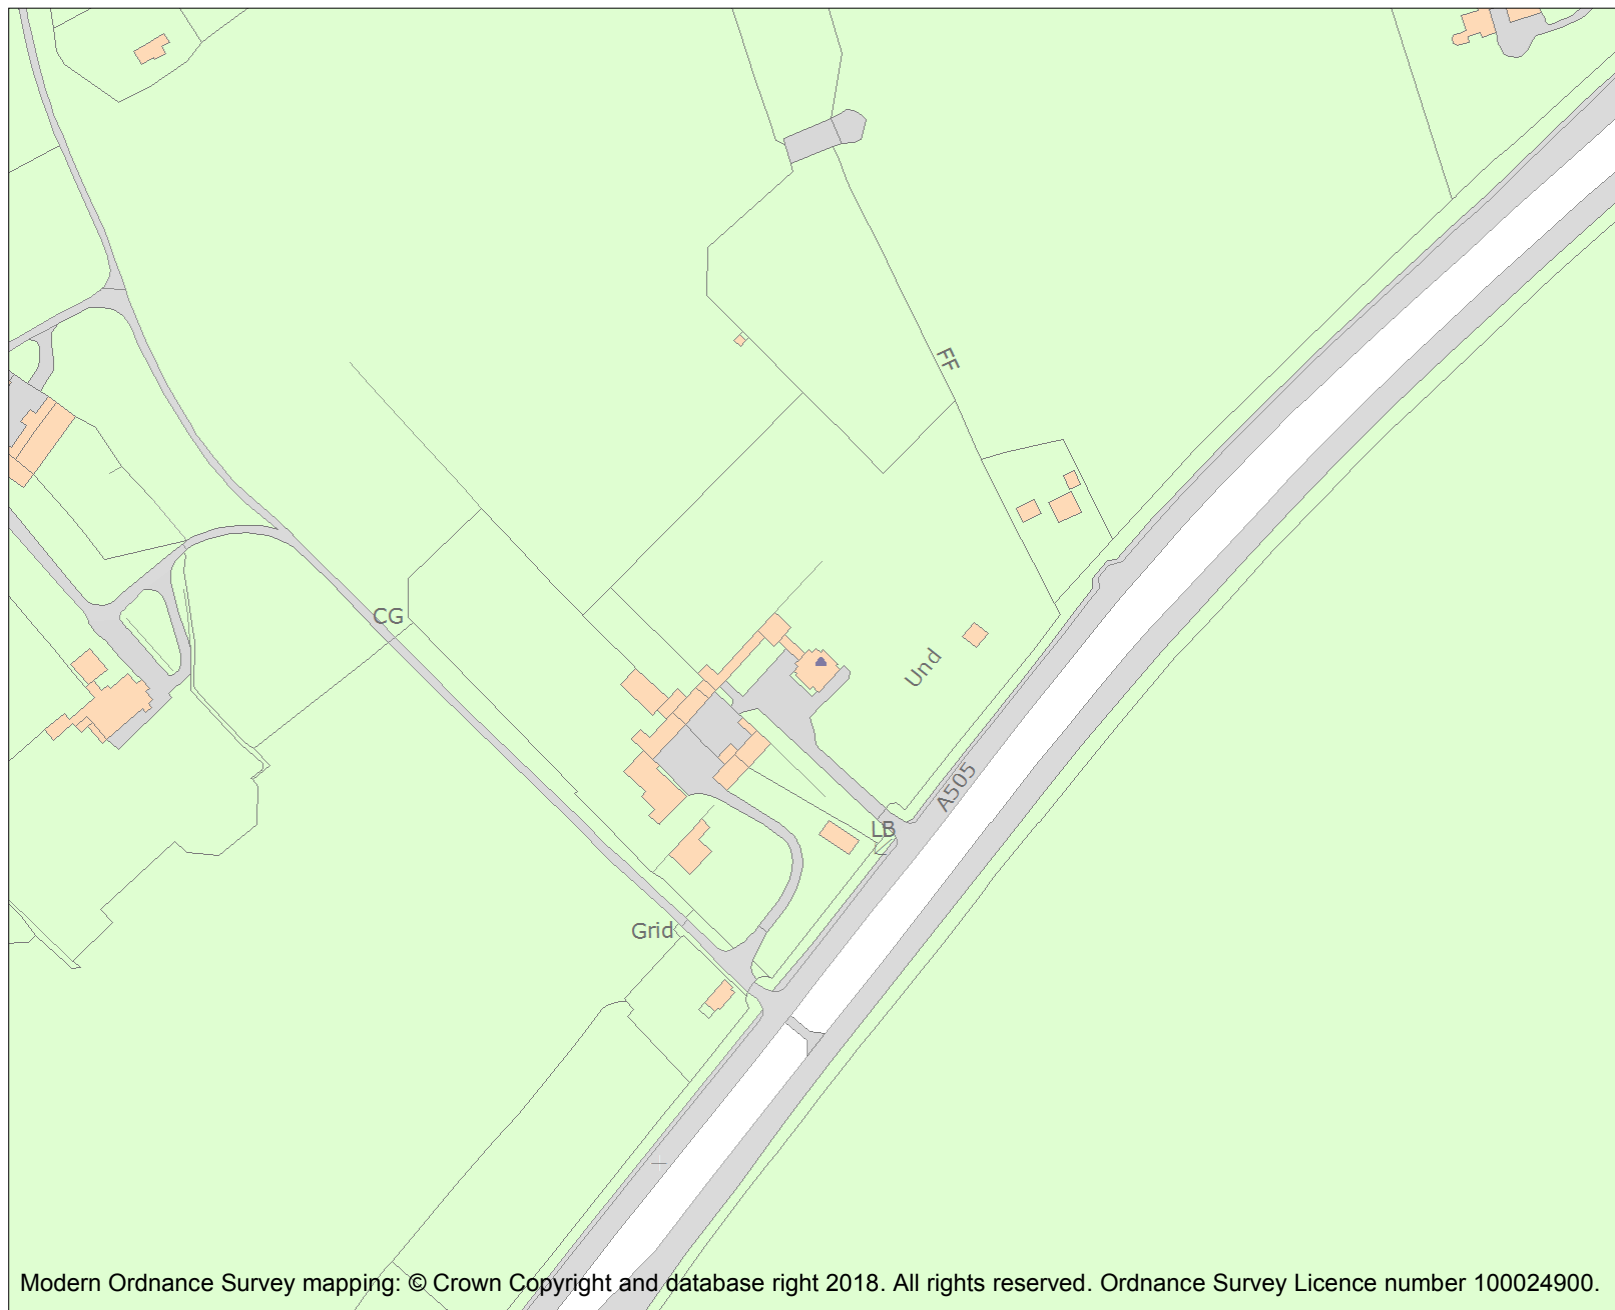 FF
CG
Und
A505
LB
Grid
Modern Ordnance Survey mapping: © Crown Copyright and database right 2018. All rights reserved. Ordnance Survey Licence number 100024900.